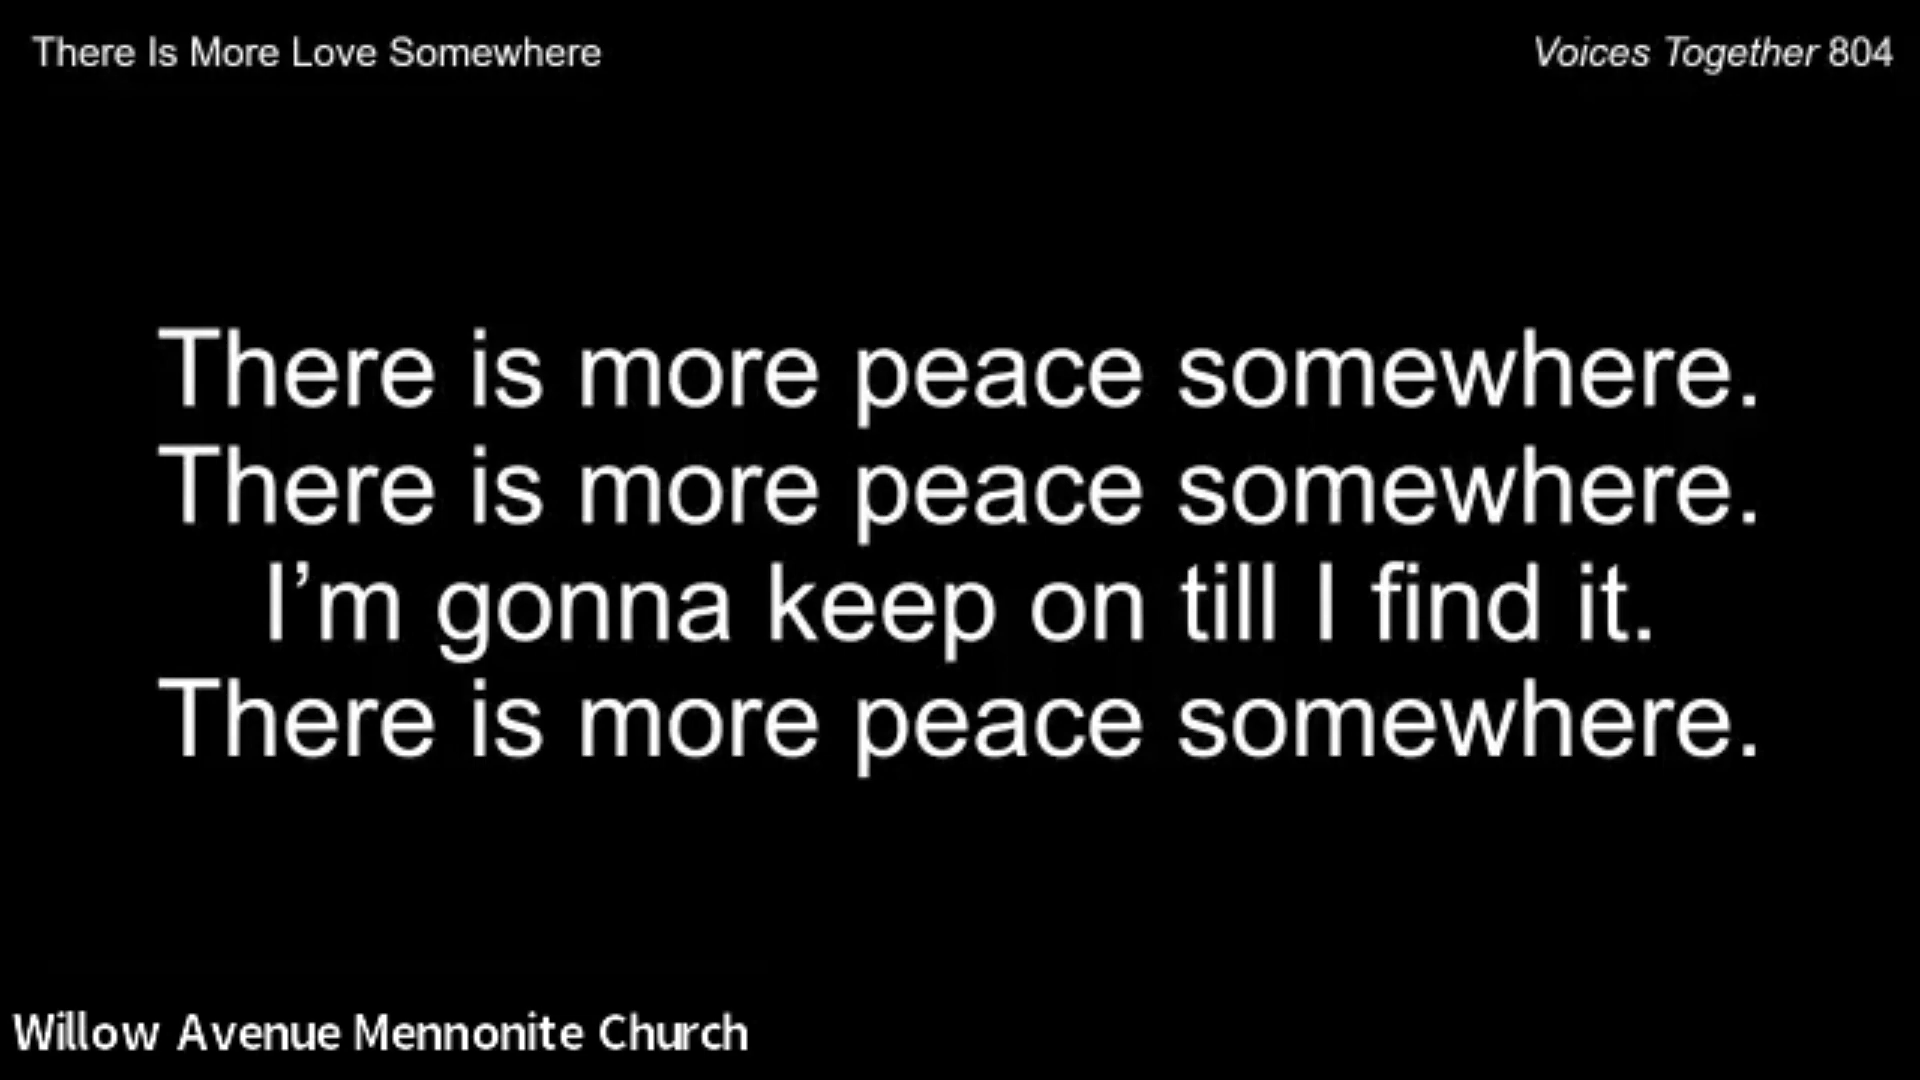 There Is More Love Somewhere
Voices Together 804
There is more peace somewhere.
There is more peace somewhere.
I’m gonna keep on till I find it.
There is more peace somewhere.
Willow Avenue Mennonite Church